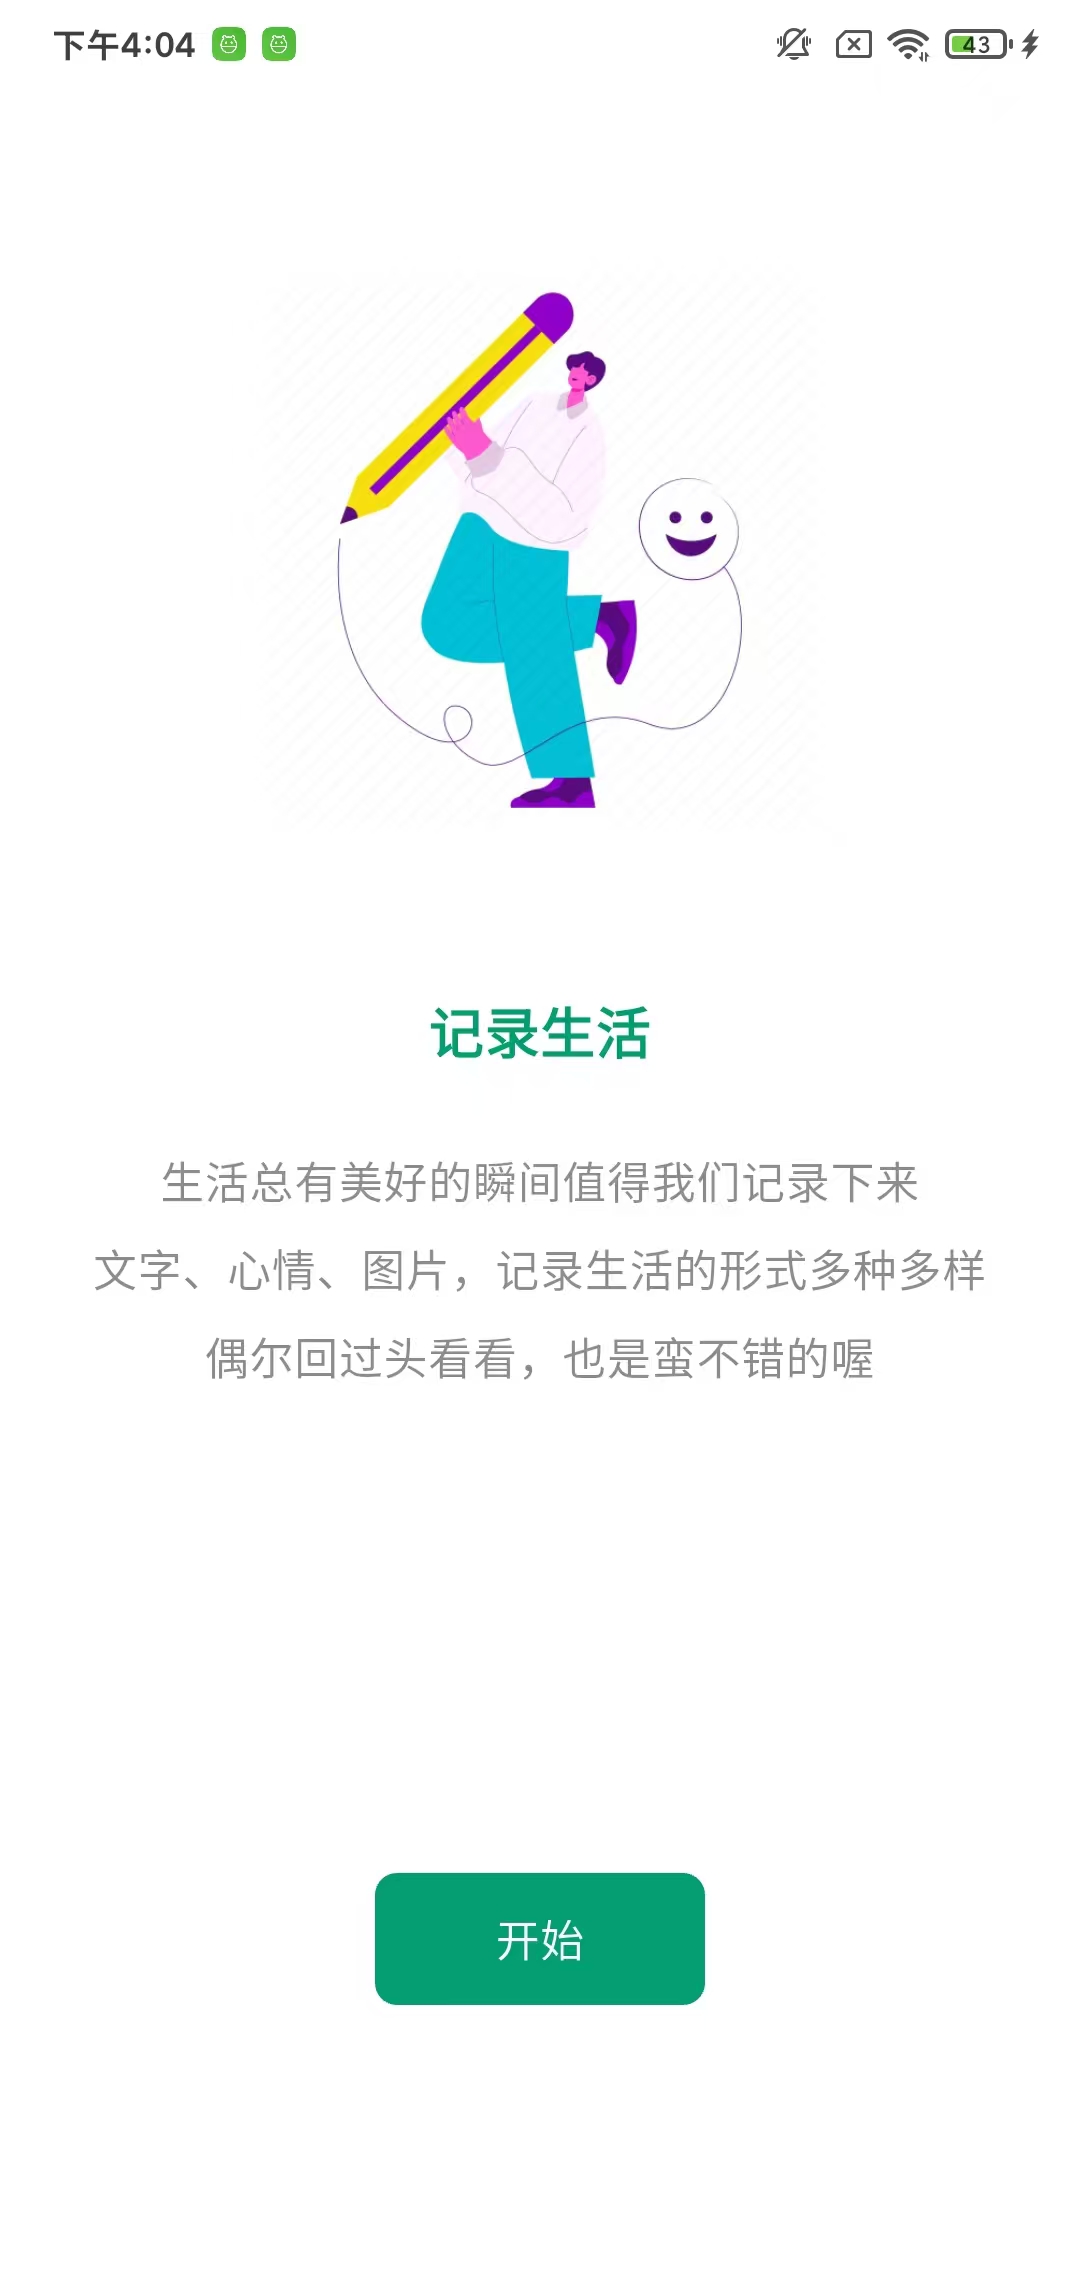 下午4:04
43
记录生活
生活总有美好的瞬间值得我们记录下来
文字、心情、图片，记录生活的形式多种多样
偶尔回过头看看，也是蛮不错的喔
开始